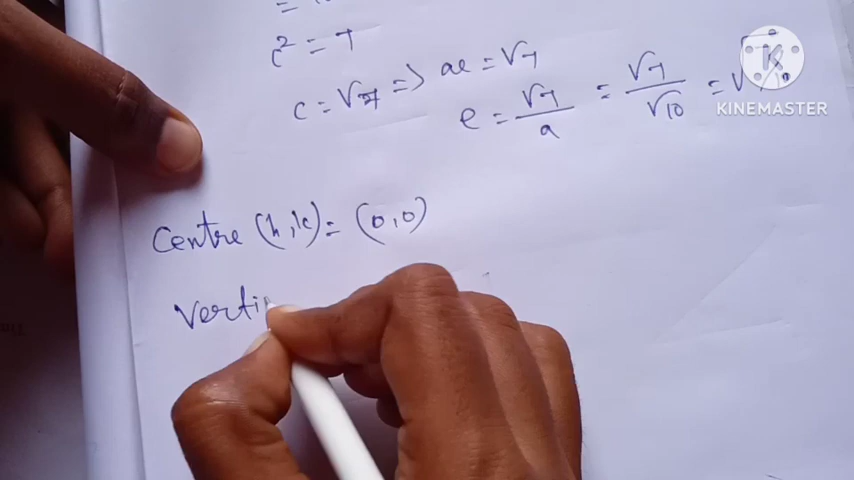 c² = 7
c = √7 => ae = √7
e = √7/a = √7/√10 = √
Centre (h,k) = (0,0)
Verti
K
KINEMASTER